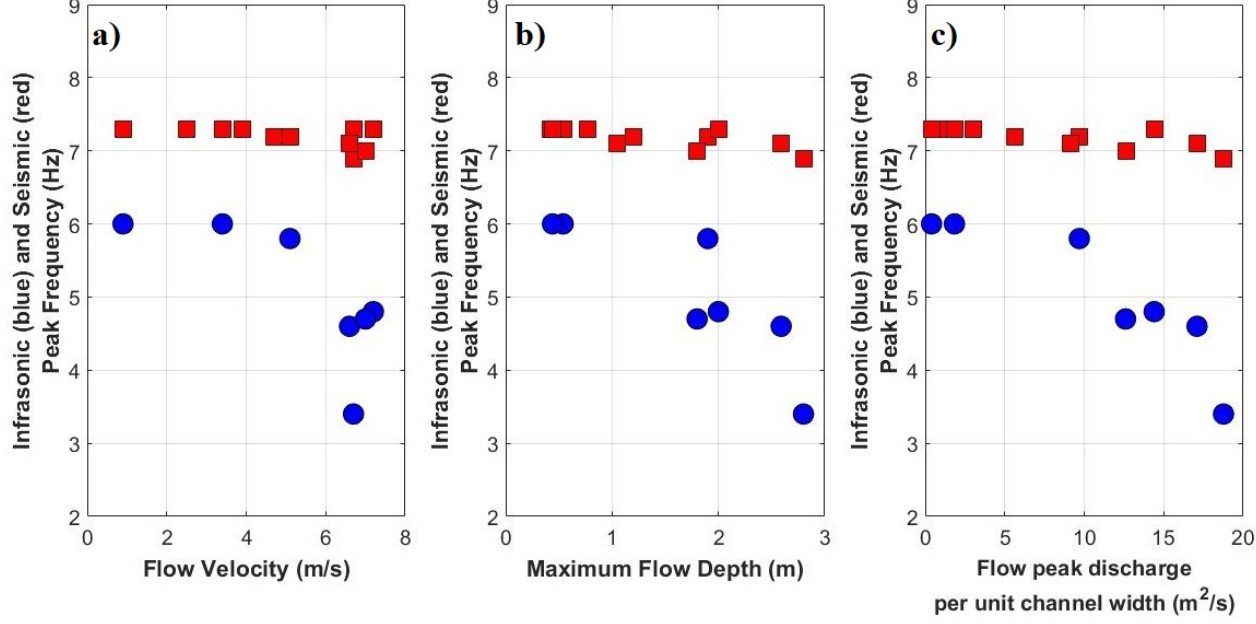 a)
Infrasonic (blue) and Seismic (red)
Peak Frequency (Hz)
9
8
7
6
5
4
3
2
0 2 4 6 8
Flow Velocity (m/s)
b)
Infrasonic (blue) and Seismic (red)
Peak Frequency (Hz)
9
8
7
6
5
4
3
2
0 1 2 3
Maximum Flow Depth (m)
c)
Infrasonic (blue) and Seismic (red)
Peak Frequency (Hz)
9
8
7
6
5
4
3
2
0 5 10 15 20
Flow peak discharge
per unit channel width (m²/s)